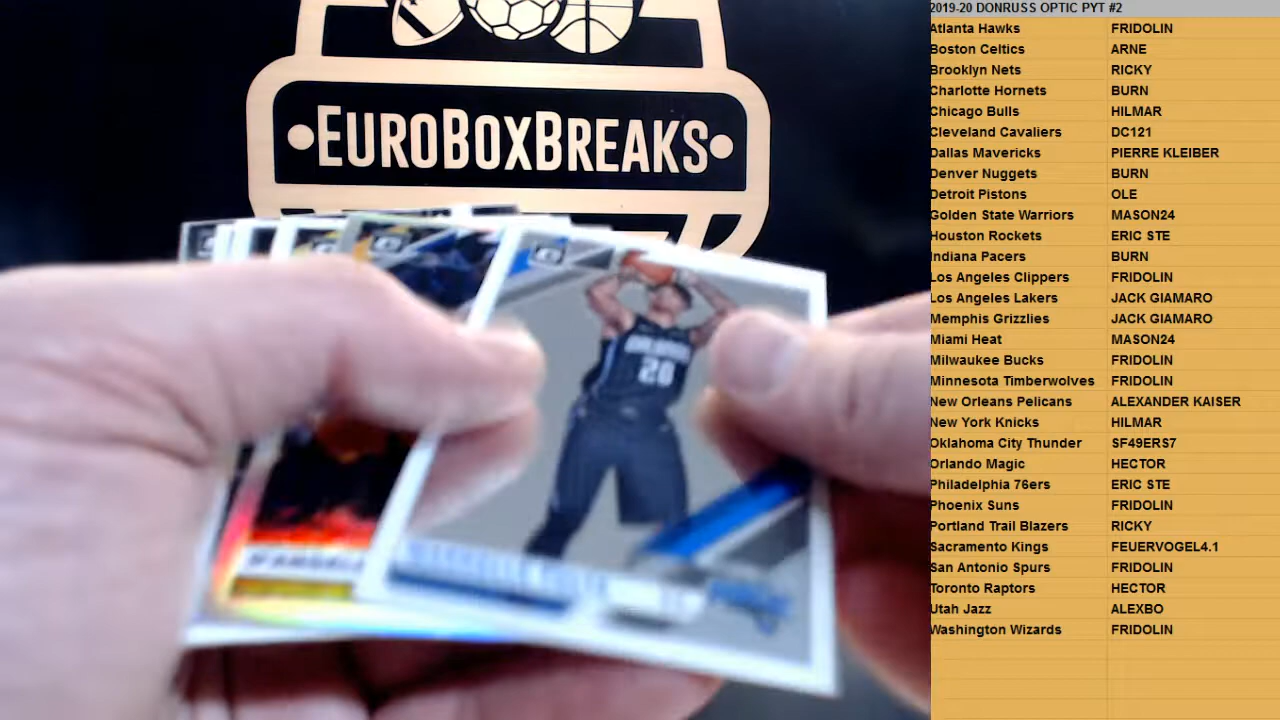 EUROBOXBREAKS
ORLANDO
20
D'ANGELO
2019-20 DONRUSS OPTIC PYT #2
Atlanta Hawks FRIDOLIN
Boston Celtics ARNE
Brooklyn Nets RICKY
Charlotte Hornets BURN
Chicago Bulls HILMAR
Cleveland Cavaliers DC121
Dallas Mavericks PIERRE KLEIBER
Denver Nuggets BURN
Detroit Pistons OLE
Golden State Warriors MASON24
Houston Rockets ERIC STE
Indiana Pacers BURN
Los Angeles Clippers FRIDOLIN
Los Angeles Lakers JACK GIAMARO
Memphis Grizzlies JACK GIAMARO
Miami Heat MASON24
Milwaukee Bucks FRIDOLIN
Minnesota Timberwolves FRIDOLIN
New Orleans Pelicans ALEXANDER KAISER
New York Knicks HILMAR
Oklahoma City Thunder SF49ERS7
Orlando Magic HECTOR
Philadelphia 76ers ERIC STE
Phoenix Suns FRIDOLIN
Portland Trail Blazers RICKY
Sacramento Kings FEUERVOGEL4.1
San Antonio Spurs FRIDOLIN
Toronto Raptors HECTOR
Utah Jazz ALEXBO
Washington Wizards FRIDOLIN